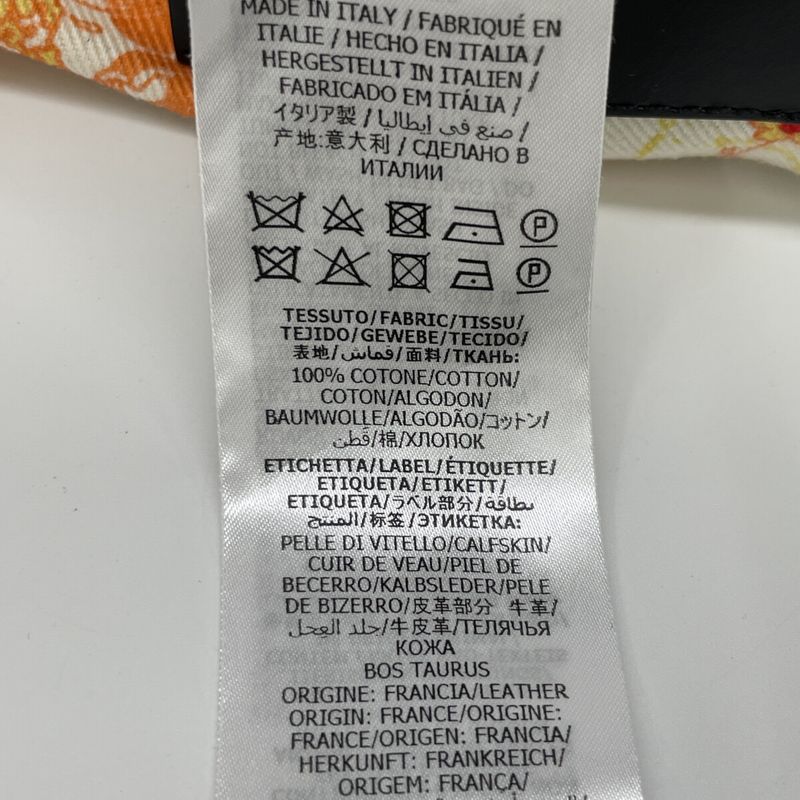 MADE IN ITALY / FABRIQUÉ EN
ITALIE / HECHO EN ITALIA /
HERGESTELLT IN ITALIEN /
FABRICADO EM ITÁLIA /
イタリア製 / صنع في إيطاليا /
产地:意大利 / СДЕЛАНО В
ИТАЛИИ
P
P
TESSUTO/FABRIC/TISSU/
TEJIDO/GEWEBE/TECIDO/
表地/قماش/面料/ТКАНЬ:
100% COTONE/COTTON/
COTON/ALGODON/
BAUMWOLLE/ALGODÃO/コットン/
قطن/棉/ХЛОПОК
ETICHETTA/LABEL/ÉTIQUETTE/
ETIQUETA/ETIKETT/
ETIQUETA/ラベル部分/بطاقة
المنتج/标签/ЭТИКЕТКА:
PELLE DI VITELLO/CALFSKIN/
CUIR DE VEAU/PIEL DE
BECERRO/KALBSLEDER/PELE
DE BIZERRO/皮革部分 牛革/
جلد العجل/牛皮革/ТЕЛЯЧЬЯ
КОЖА
BOS TAURUS
ORIGINE: FRANCIA/LEATHER
ORIGIN: FRANCE/ORIGINE:
FRANCE/ORIGEN: FRANCIA/
HERKUNFT: FRANKREICH/
ORIGEM: FRANÇA/